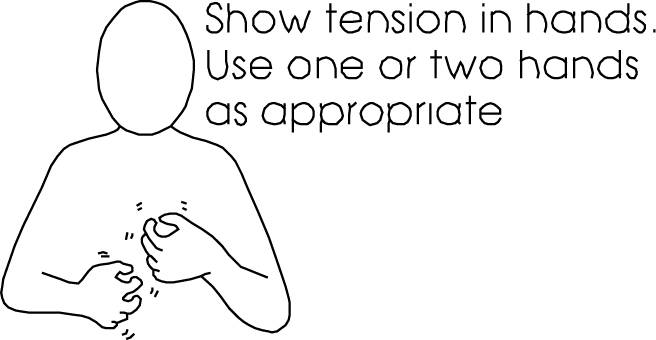 Show tension in hands.
Use one or two hands
as appropriate